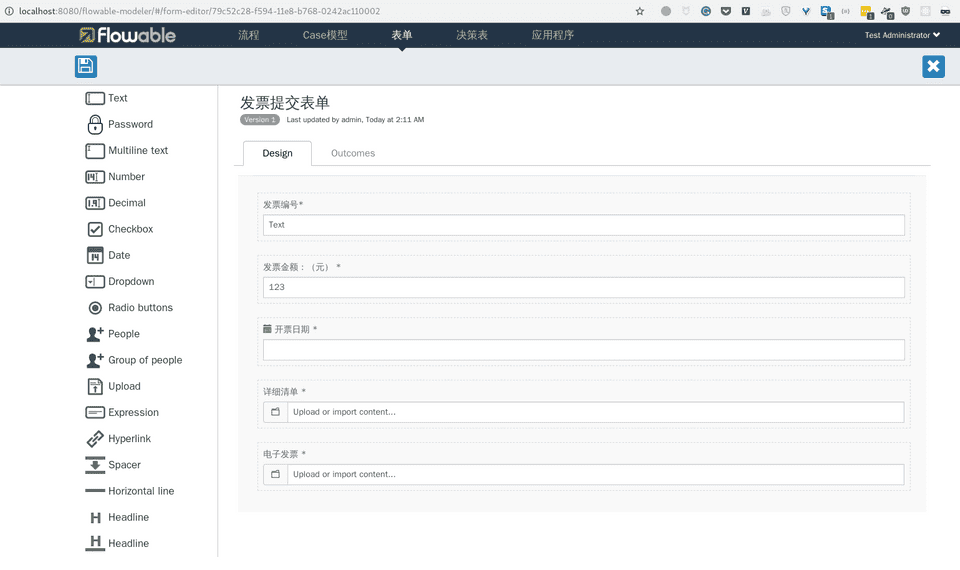 localhost:8080/flowable-modeler/#/form-editor/79c52c28-f594-11e8-b768-0242ac110002
Flowable 流程 Case模型 表单 决策表 应用程序 Test Administrator
Text
Password
Multiline text
Number
Decimal
Checkbox
Date
Dropdown
Radio buttons
People
Group of people
Upload
Expression
Hyperlink
Spacer
Horizontal line
Headline
Headline
发票提交表单
Version 1 Last updated by admin, Today at 2:11 AM
Design Outcomes
发票编号*
Text
发票金额：（元） *
123
开票日期 *
详细清单 *
Upload or import content...
电子发票 *
Upload or import content...